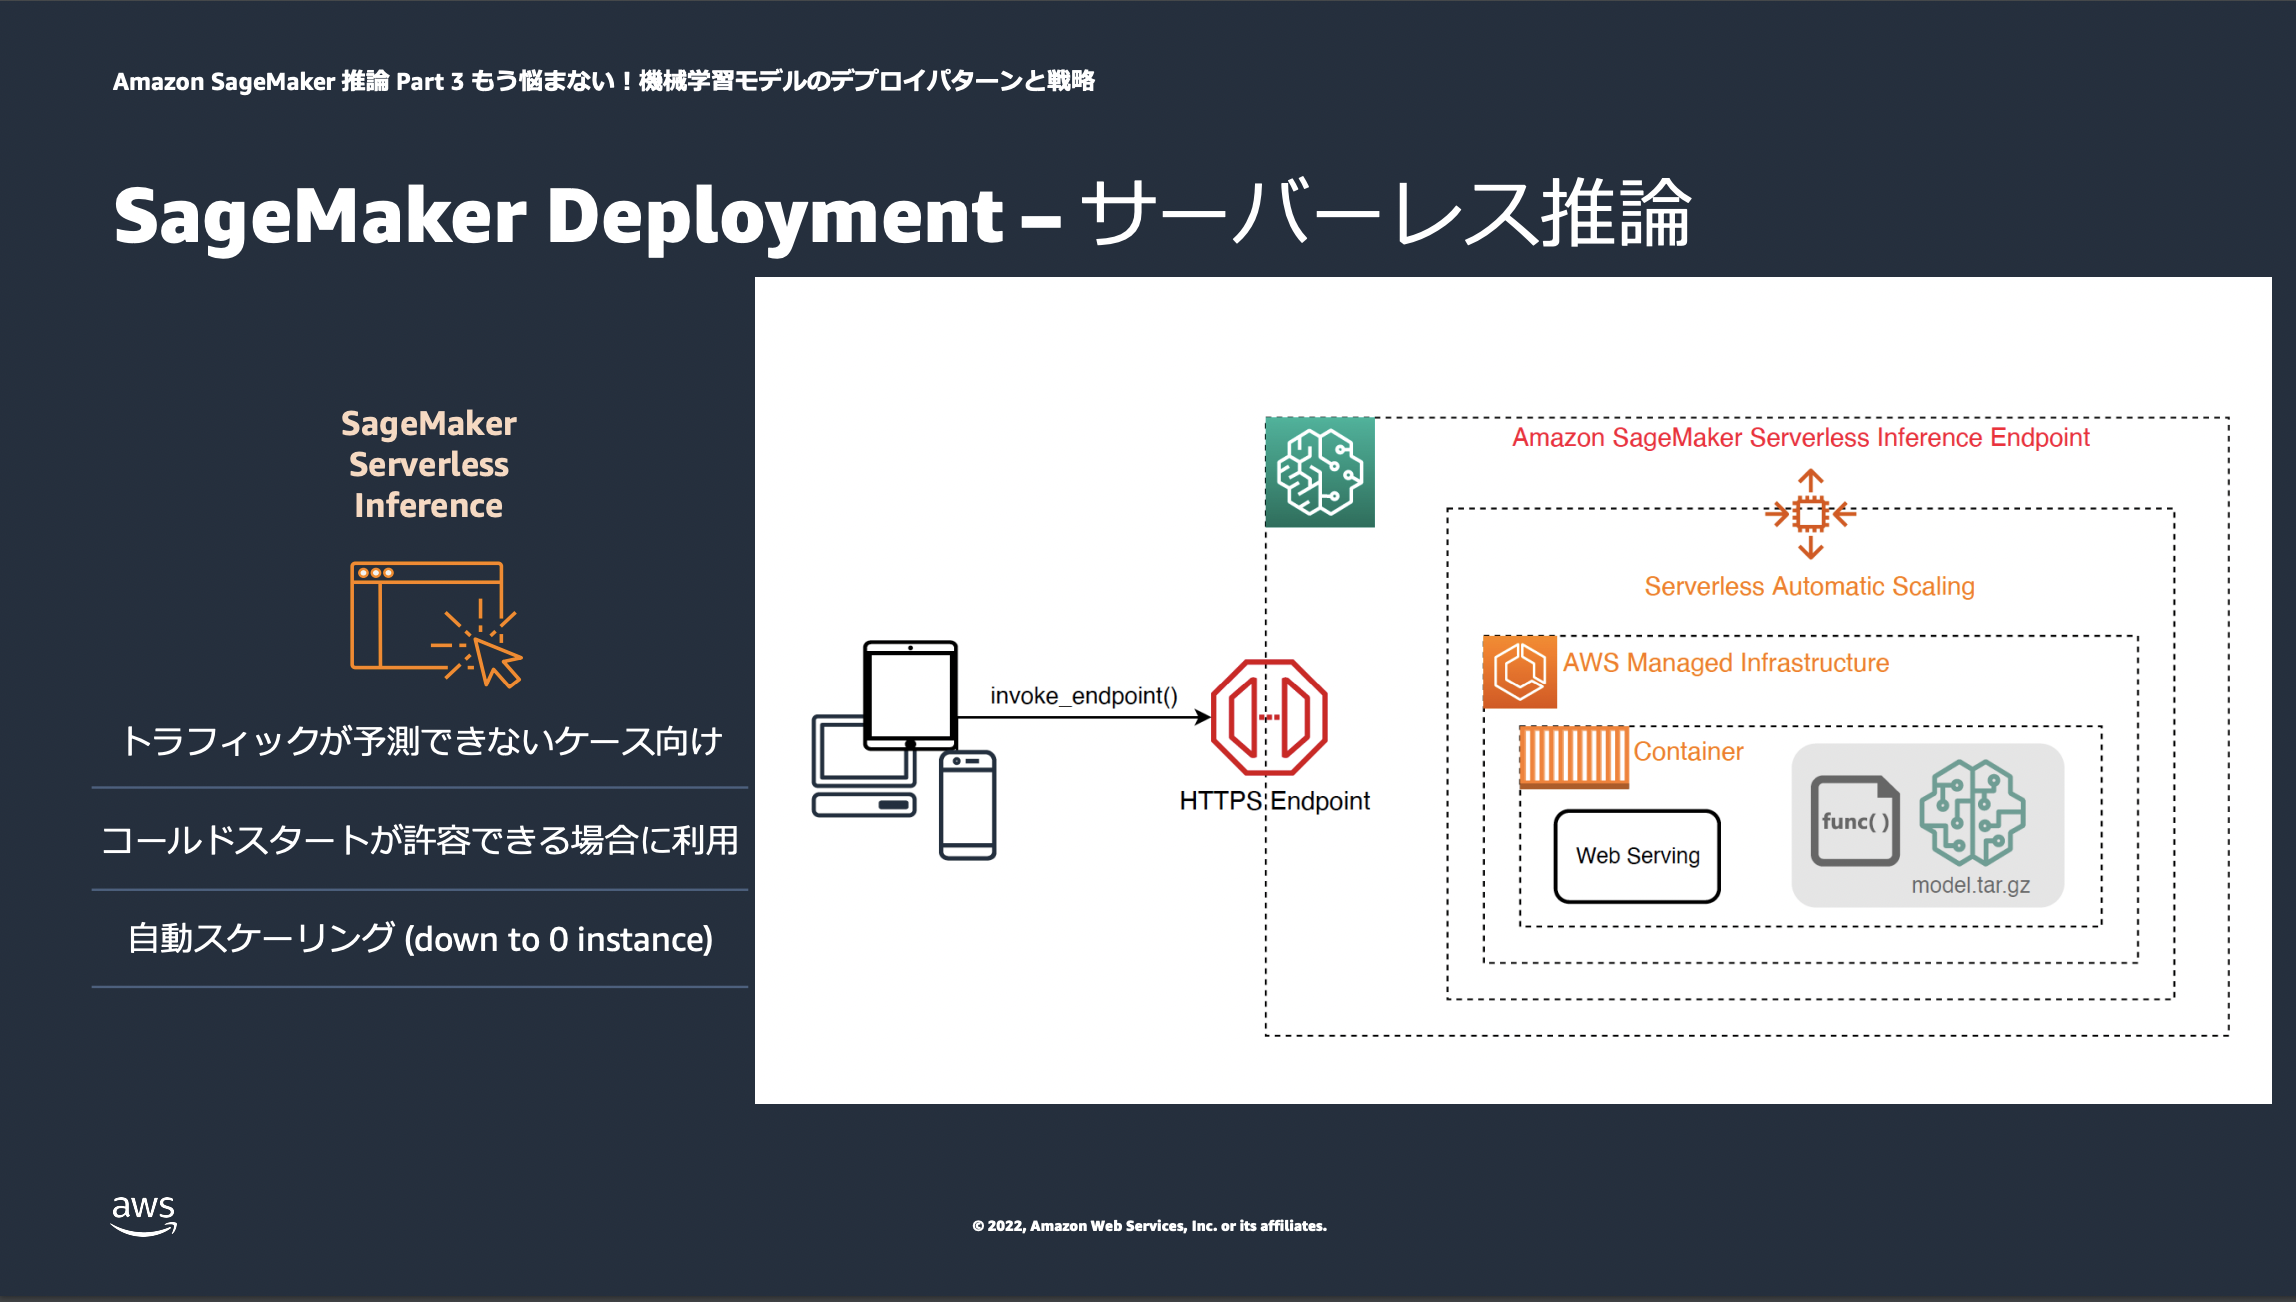 Amazon SageMaker 推論 Part 3 もう悩まない！機械学習モデルのデプロイパターンと戦略
SageMaker Deployment – サーバーレス推論
SageMaker
Serverless
Inference
トラフィックが予測できないケース向け
コールドスタートが許容できる場合に利用
自動スケーリング (down to 0 instance)
invoke_endpoint()
HTTPS Endpoint
Amazon SageMaker Serverless Inference Endpoint
Serverless Automatic Scaling
AWS Managed Infrastructure
Container
Web Serving
func( )
model.tar.gz
aws
© 2022, Amazon Web Services, Inc. or its affiliates.